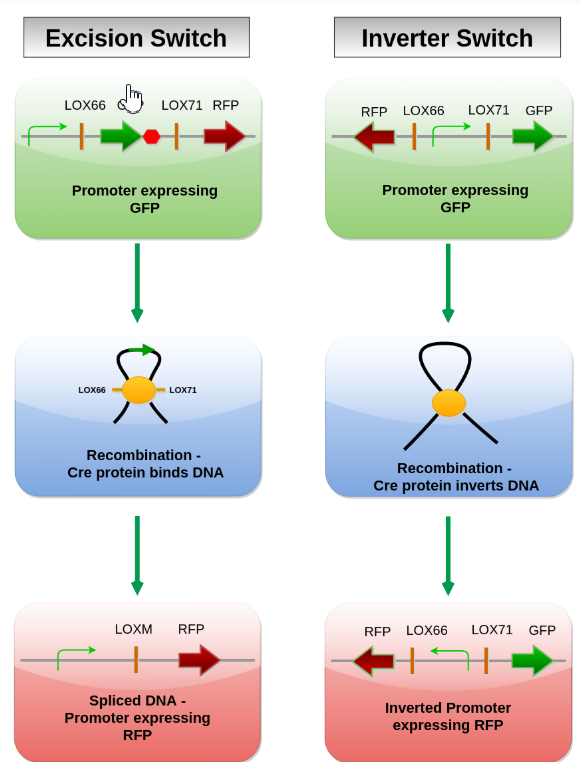 Excision Switch
LOX66 LOX71 RFP
Promoter expressing
GFP
LOX66 LOX71
Recombination -
Cre protein binds DNA
LOXM RFP
Spliced DNA -
Promoter expressing
RFP
Inverter Switch
RFP LOX66 LOX71 GFP
Promoter expressing
GFP
Recombination -
Cre protein inverts DNA
RFP LOX66 LOX71 GFP
Inverted Promoter
expressing RFP